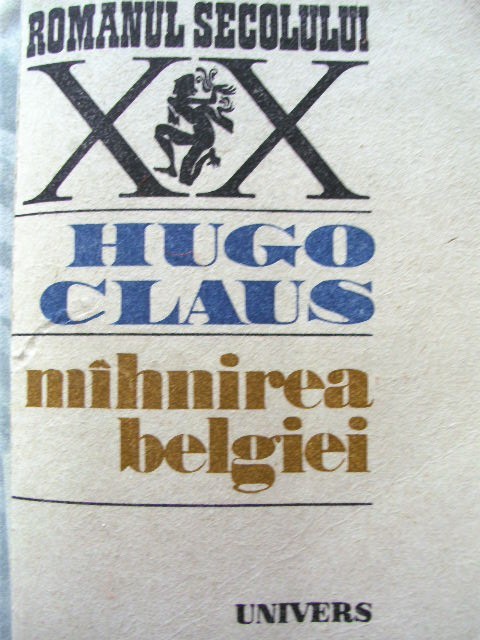 ROMANUL SECOLULUI
XX
HUGO
CLAUS
mîhnirea
belgiei
UNIVERS